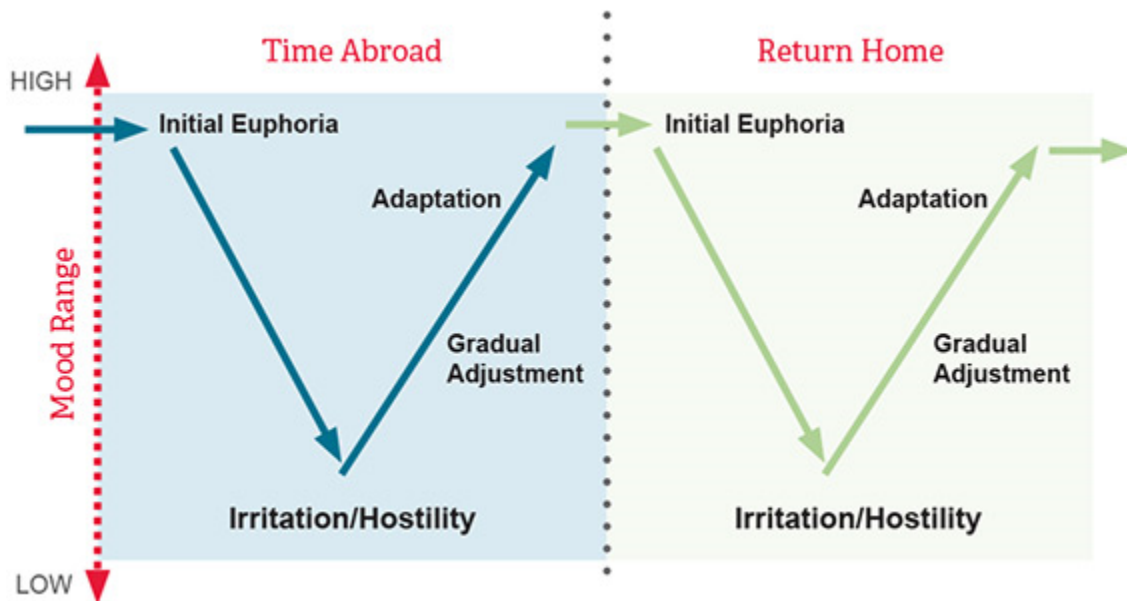 Time Abroad
Return Home
HIGH
Initial Euphoria
Initial Euphoria
Adaptation
Adaptation
Mood Range
Gradual
Adjustment
Gradual
Adjustment
Irritation/Hostility
Irritation/Hostility
LOW